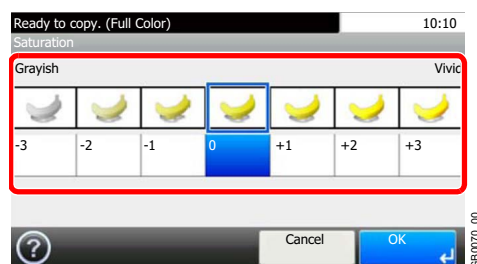 Ready to copy. (Full Color) 10:10
Saturation
Grayish Vivid
-3 -2 -1 0 +1 +2 +3
? Cancel OK